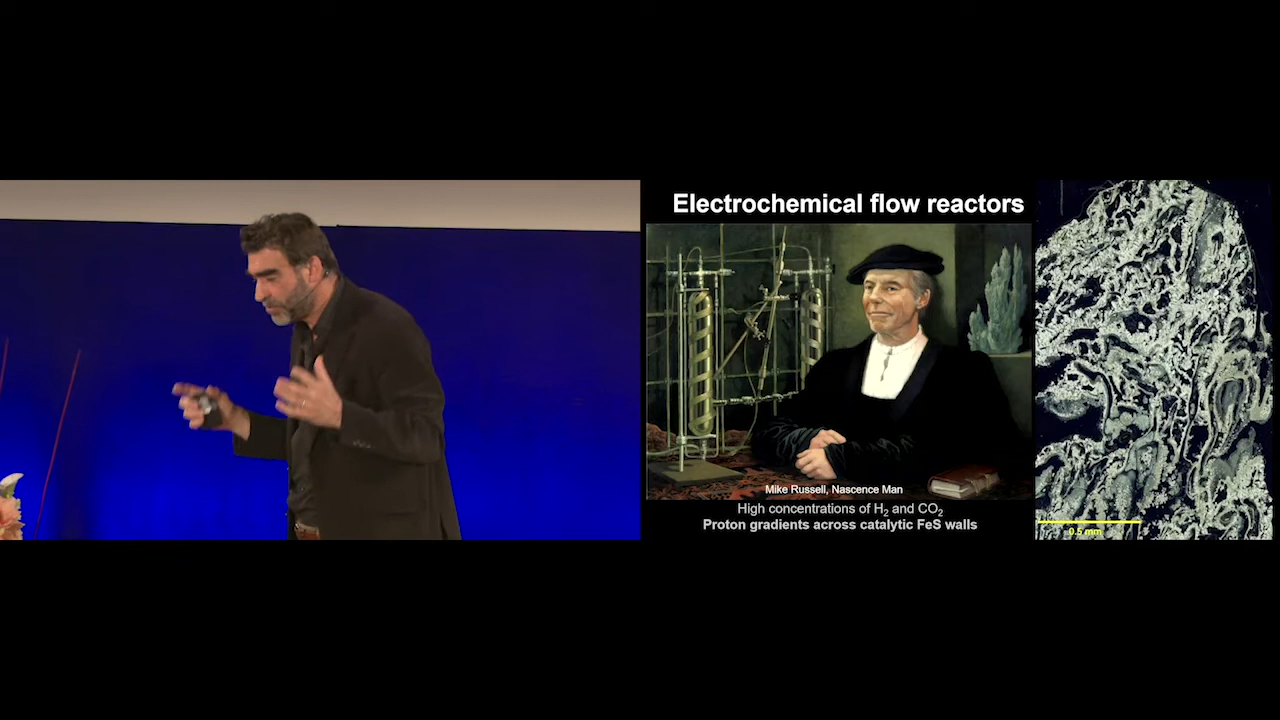 Electrochemical flow reactors
Mike Russell, Nascence Man
High concentrations of H₂ and CO₂
Proton gradients across catalytic FeS walls
0.5 mm